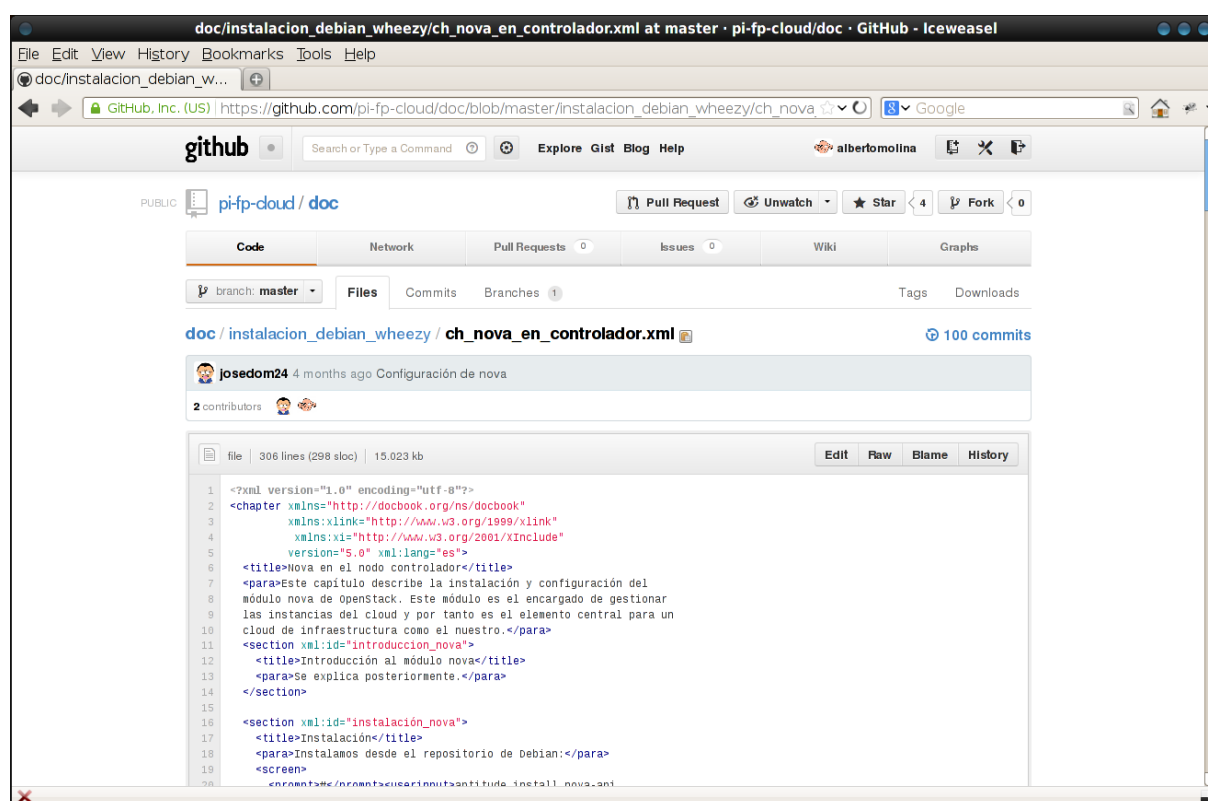 doc/instalacion_debian_wheezy/ch_nova_en_controlador.xml at master · pi-fp-cloud/doc · GitHub - Iceweasel
File Edit View History Bookmarks Tools Help
doc/instalacion_debian_w...
GitHub, Inc. (US) https://github.com/pi-fp-cloud/doc/blob/master/instalacion_debian_wheezy/ch_nova_ Google
github Search or Type a Command Explore Gist Blog Help albertomolina
PUBLIC pi-fp-cloud / doc Pull Request Unwatch Star 4 Fork 0
Code Network Pull Requests 0 Issues 0 Wiki Graphs
branch: master Files Commits Branches 1 Tags Downloads
doc / instalacion_debian_wheezy / ch_nova_en_controlador.xml 100 commits
josedom24 4 months ago Configuración de nova
2 contributors
file 306 lines (298 sloc) 15.023 kb Edit Raw Blame History
1 <?xml version="1.0" encoding="utf-8"?>
2 <chapter xmlns="http://docbook.org/ns/docbook"
3 xmlns:xlink="http://www.w3.org/1999/xlink"
4 xmlns:xi="http://www.w3.org/2001/XInclude"
5 version="5.0" xml:lang="es">
6 <title>Nova en el nodo controlador</title>
7 <para>Este capítulo describe la instalación y configuración del
8 módulo nova de OpenStack. Este módulo es el encargado de gestionar
9 las instancias del cloud y por tanto es el elemento central para un
10 cloud de infraestructura como el nuestro.</para>
11 <section xml:id="introduccion_nova">
12 <title>Introducción al módulo nova</title>
13 <para>Se explica posteriormente.</para>
14 </section>
15
16 <section xml:id="instalación_nova">
17 <title>Instalación</title>
18 <para>Instalamos desde el repositorio de Debian:</para>
19 <screen>
20 <prompt>#</prompt><userinput>aptitude install nova-api